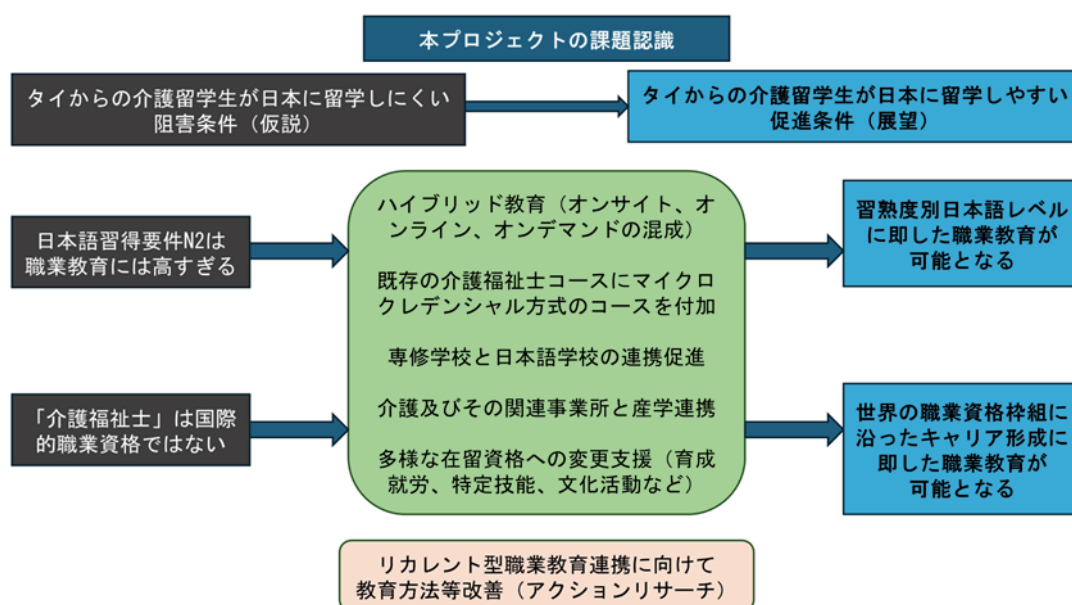 本プロジェクトの課題認識
タイからの介護留学生が日本に留学しにくい
阻害条件（仮説）
タイからの介護留学生が日本に留学しやすい
促進条件（展望）
日本語習得要件N2は
職業教育には高すぎる
ハイブリッド教育（オンサイト、オ
ンライン、オンデマンドの混成）
既存の介護福祉士コースにマイクロ
クレデンシャル方式のコースを付加
専修学校と日本語学校の連携促進
介護及びその関連事業所と産学連携
多様な在留資格への変更支援（育成
就労、特定技能、文化活動など）
習熟度別日本語レベル
に即した職業教育が
可能となる
「介護福祉士」は国際
的職業資格ではない
世界の職業資格枠組に
沿ったキャリア形成に
即した職業教育が
可能となる
リカレント型職業教育連携に向けて
教育方法等改善（アクションリサーチ）